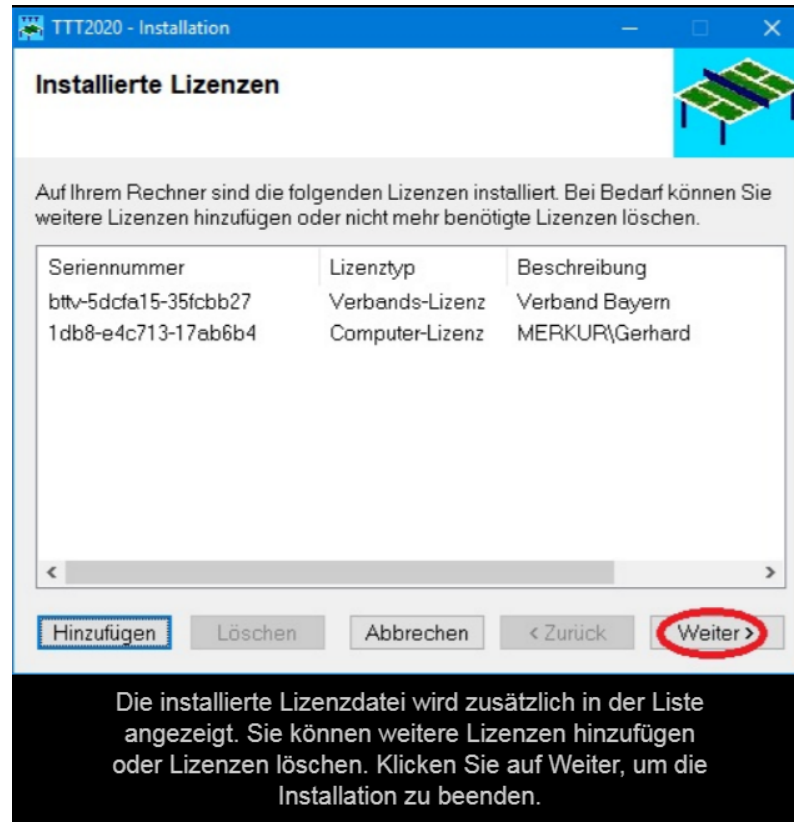 TTT2020 - Installation
Installierte Lizenzen
Auf Ihrem Rechner sind die folgenden Lizenzen installiert. Bei Bedarf können Sie
weitere Lizenzen hinzufügen oder nicht mehr benötigte Lizenzen löschen.
Seriennummer Lizenztyp Beschreibung
bttv-5dcfa15-35fcbb27 Verbands-Lizenz Verband Bayern
1db8-e4c713-17ab6b4 Computer-Lizenz MERKUR\Gerhard
Hinzufügen Löschen Abbrechen < Zurück Weiter >
Die installierte Lizenzdatei wird zusätzlich in der Liste
angezeigt. Sie können weitere Lizenzen hinzufügen
oder Lizenzen löschen. Klicken Sie auf Weiter, um die
Installation zu beenden.